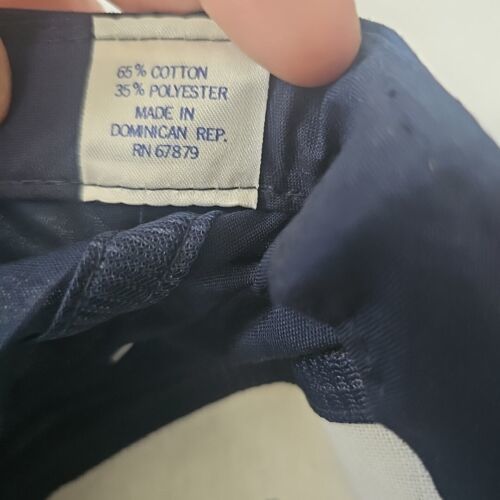 65% COTTON
35% POLYESTER
MADE IN
DOMINICAN REP.
RN 67879